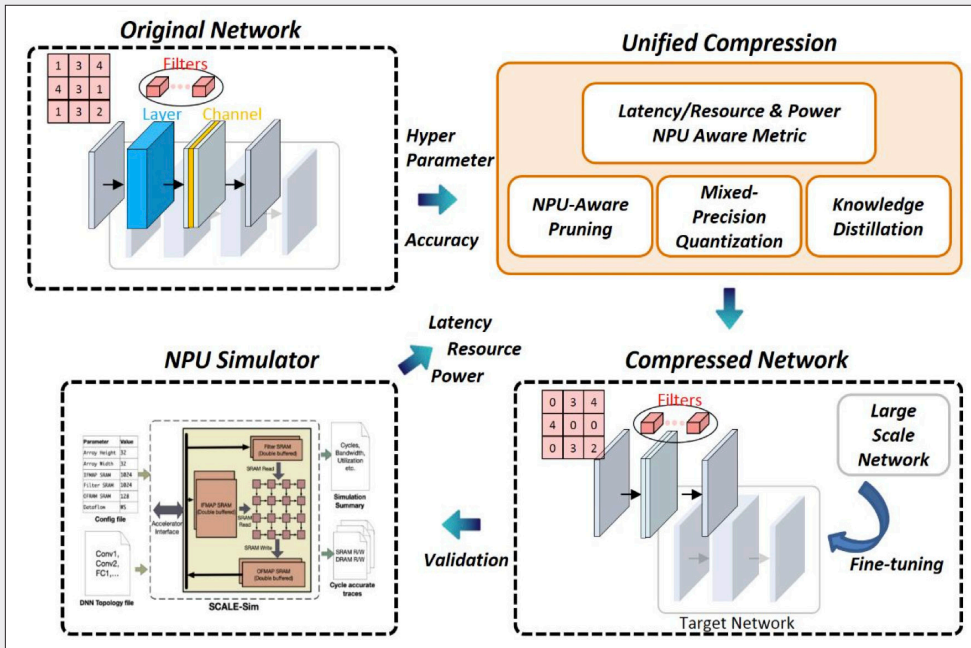 Original Network
1 3 4
4 3 1
1 3 2
Filters
Layer
Channel
Hyper
Parameter
Accuracy
Unified Compression
Latency/Resource & Power
NPU Aware Metric
NPU-Aware
Pruning
Mixed-
Precision
Quantization
Knowledge
Distillation
NPU Simulator
Latency
Resource
Power
Parameter Value
Array Height 32
Array Width 32
IFMAP SRAM 1024
Filter SRAM 1024
OFMAP SRAM 128
Dataflow WS
Config file
Conv1,
Conv2,
FC1,...
DNN Topology file
Accelerator
Interface
Filter SRAM
(Double buffered)
SRAM Read
IFMAP SRAM
(Double buffered)
SRAM
Read
SRAM Write
OFMAP SRAM
(Double buffered)
SCALE-Sim
Cycles,
Bandwidth,
Utilization
etc.
Simulation
Summary
SRAM R/W
DRAM R/W
Cycle accurate
traces
Validation
Compressed Network
0 3 4
4 0 0
0 3 2
Filters
Large
Scale
Network
Fine-tuning
Target Network